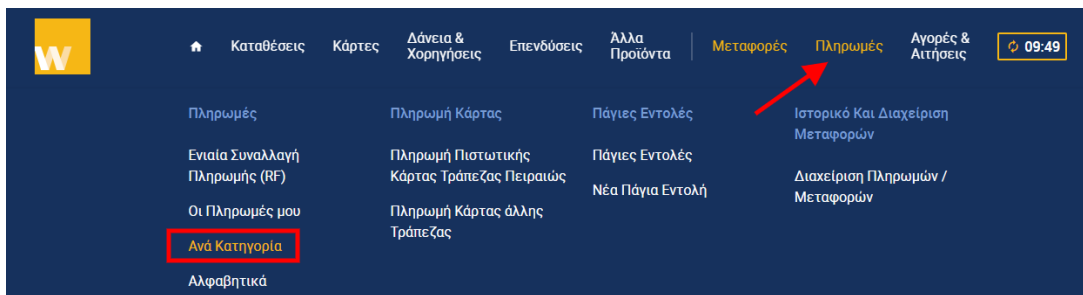 w
Καταθέσεις
Κάρτες
Δάνεια &
Χορηγήσεις
Επενδύσεις
Άλλα
Προϊόντα
Μεταφορές
Πληρωμές
Αγορές &
Αιτήσεις
09:49
Πληρωμές
Ενιαία Συναλλαγή
Πληρωμής (RF)
Οι Πληρωμές μου
Ανά Κατηγορία
Αλφαβητικά
Πληρωμή Κάρτας
Πληρωμή Πιστωτικής
Κάρτας Τράπεζας Πειραιώς
Πληρωμή Κάρτας άλλης
Τράπεζας
Πάγιες Εντολές
Πάγιες Εντολές
Νέα Πάγια Εντολή
Ιστορικό Και Διαχείριση
Μεταφορών
Διαχείριση Πληρωμών /
Μεταφορών